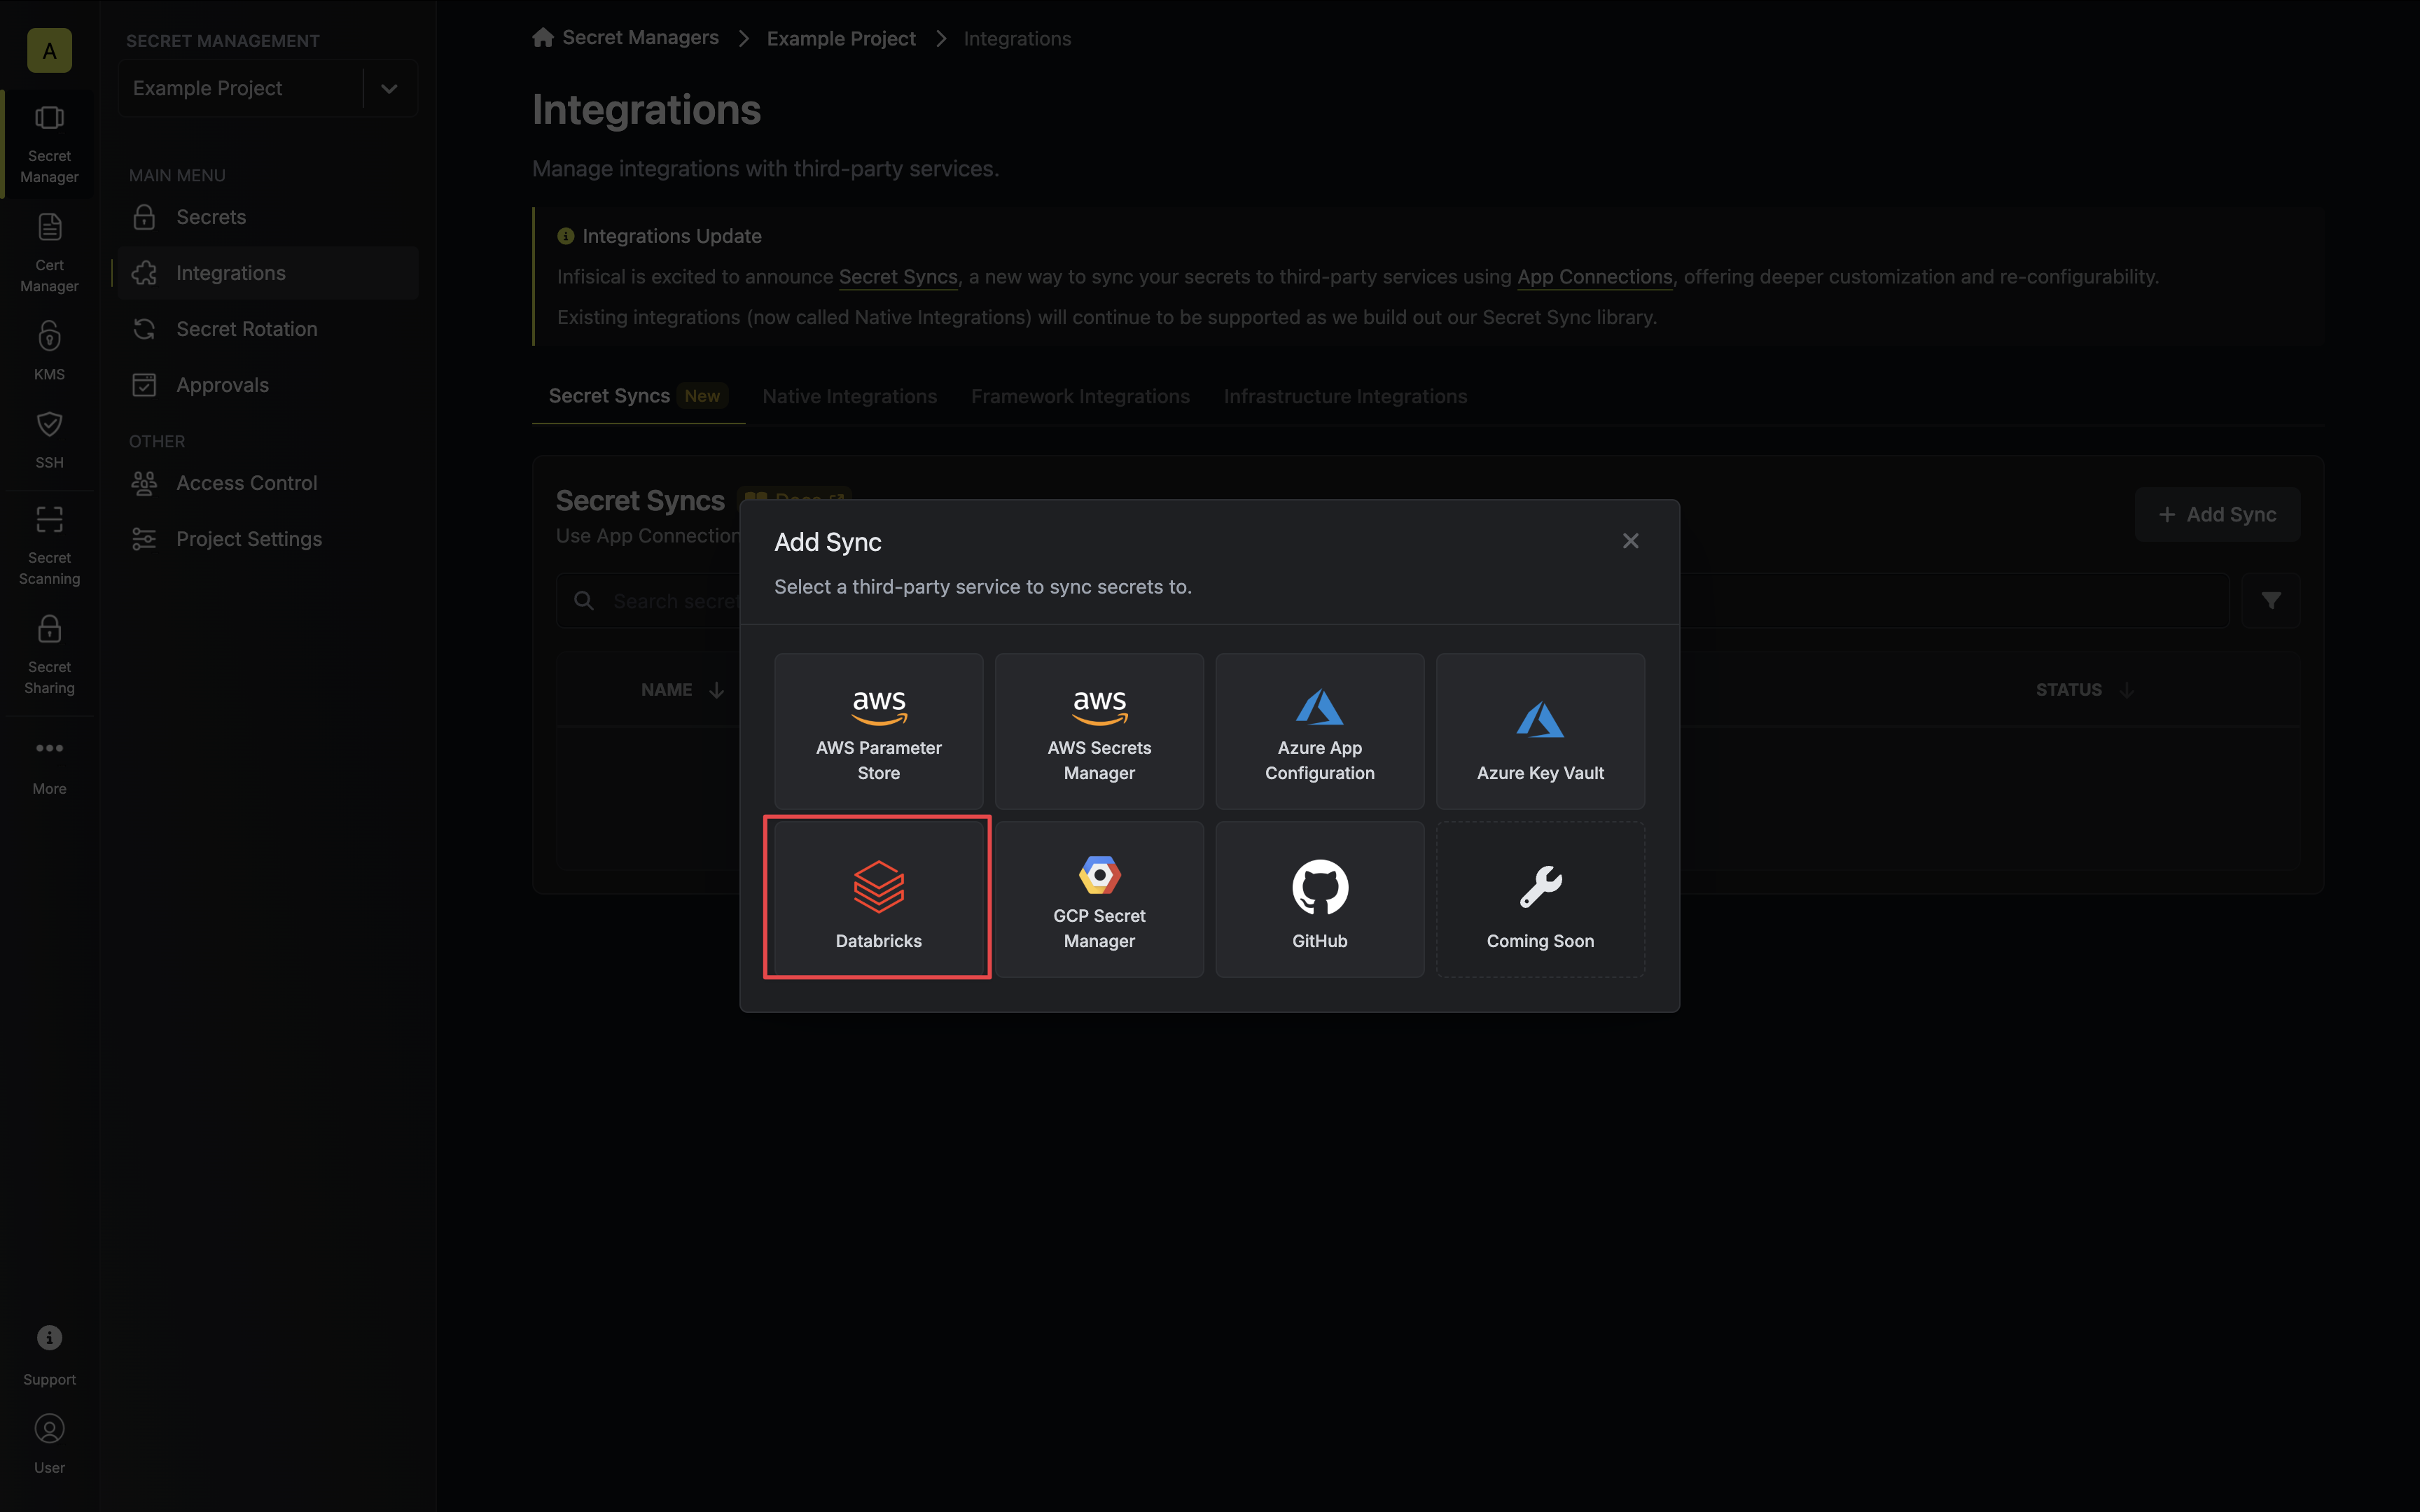 A
Secret
Manager
Cert
Manager
KMS
SSH
Secret
Scanning
Secret
Sharing
More
Support
User
SECRET MANAGEMENT
Example Project
MAIN MENU
Secrets
Integrations
Secret Rotation
Approvals
OTHER
Access Control
Project Settings
Secret Managers > Example Project > Integrations
Integrations
Manage integrations with third-party services.
Integrations Update
Infisical is excited to announce Secret Syncs, a new way to sync your secrets to third-party services using App Connections, offering deeper customization and re-configurability.
Existing integrations (now called Native Integrations) will continue to be supported as we build out our Secret Sync library.
Secret Syncs New Native Integrations Framework Integrations Infrastructure Integrations
Secret Syncs Docs
Use App Connection
+ Add Sync
Search secre
NAME STATUS
Add Sync
Select a third-party service to sync secrets to.
aws
AWS Parameter
Store
aws
AWS Secrets
Manager
Azure App
Configuration
Azure Key Vault
Databricks
GCP Secret
Manager
GitHub
Coming Soon